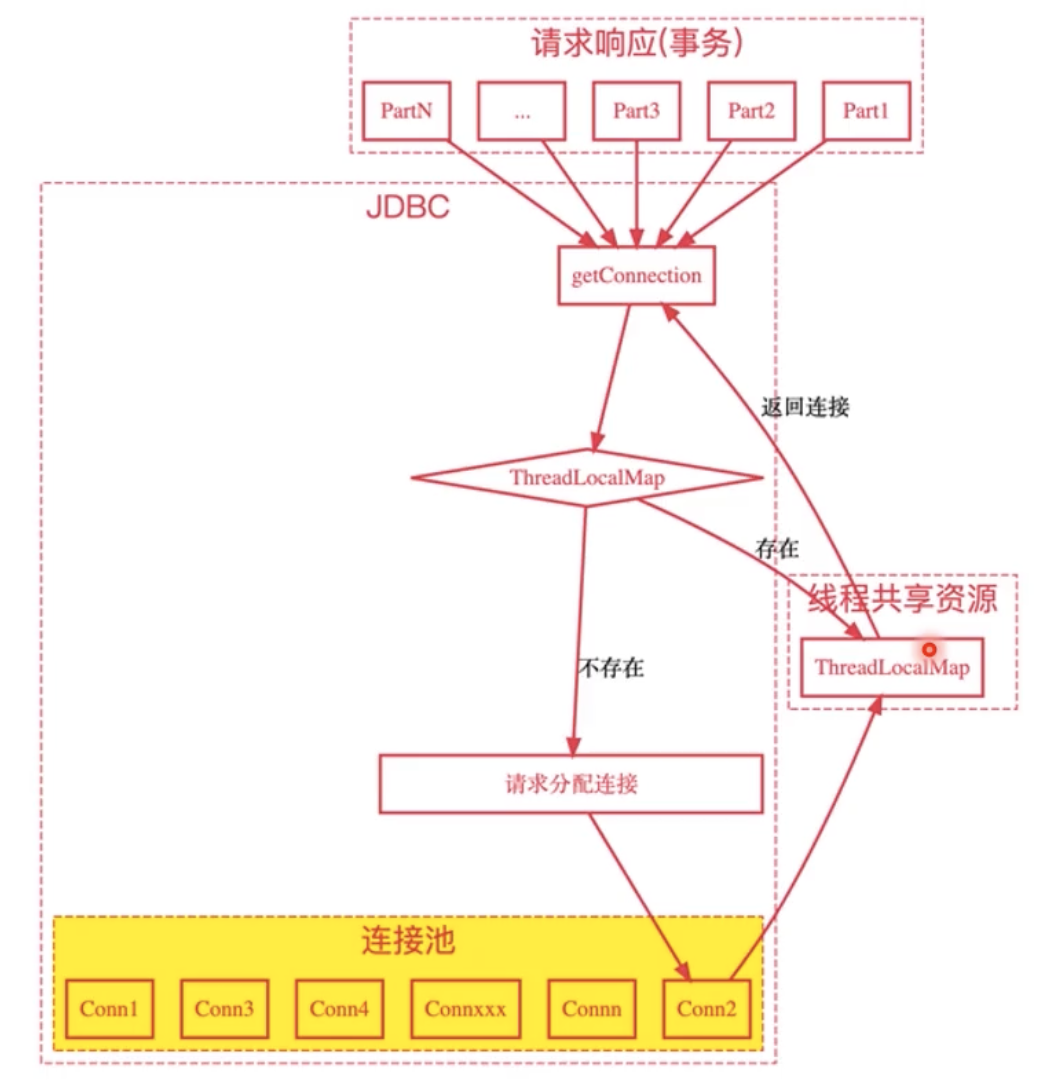 请求响应(事务)
PartN
...
Part3
Part2
Part1
JDBC
getConnection
返回连接
ThreadLocalMap
存在
线程共享资源
ThreadLocalMap
不存在
请求分配连接
连接池
Conn1
Conn3
Conn4
Connxxx
Connn
Conn2